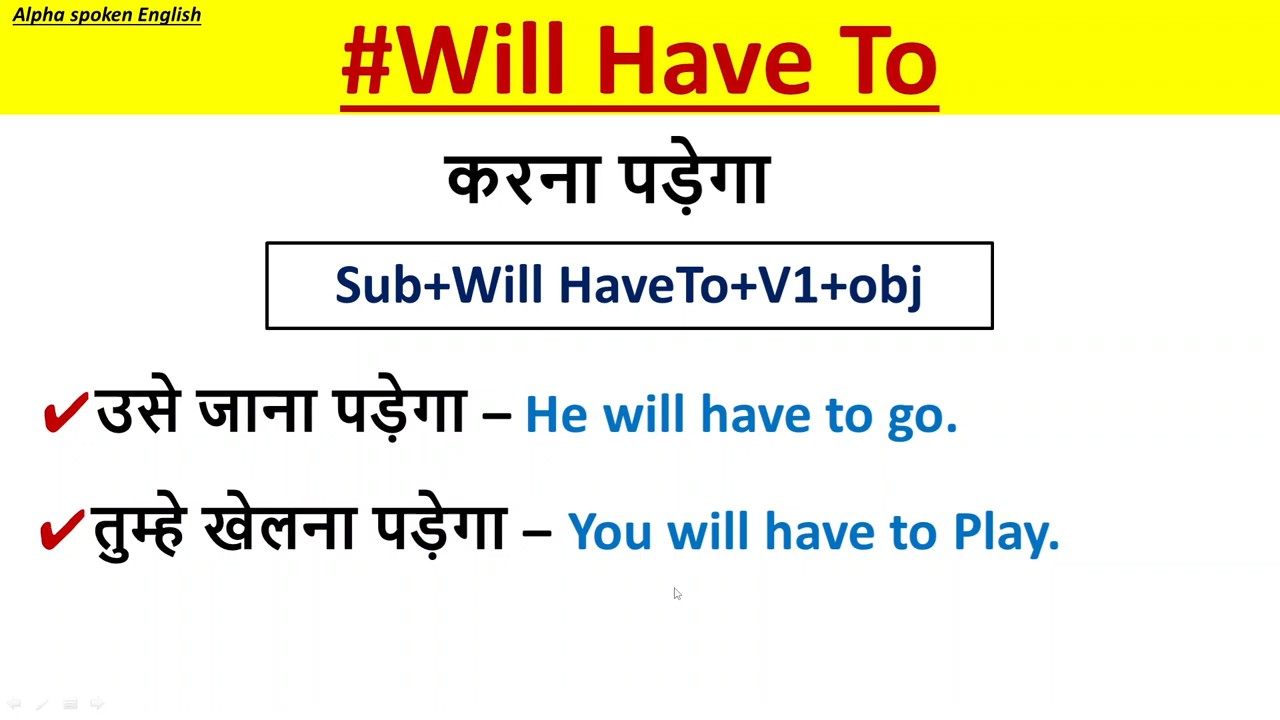 Alpha spoken English
#Will Have To
करना पड़ेगा
Sub+Will HaveTo+V1+obj
✔उसे जाना पड़ेगा – He will have to go.
✔तुम्हे खेलना पड़ेगा – You will have to Play.